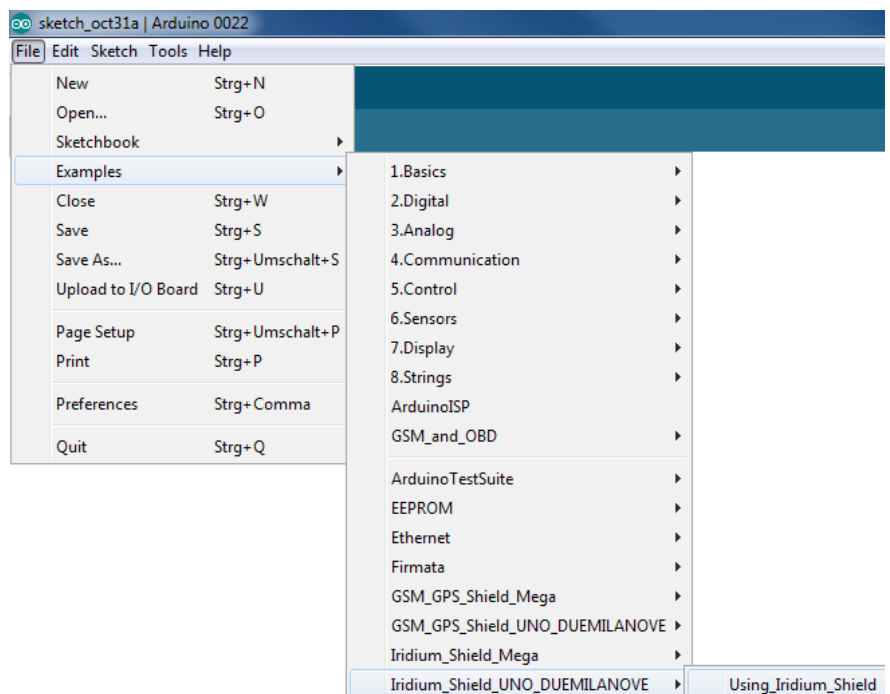 sketch_oct31a | Arduino 0022
File Edit Sketch Tools Help
New Strg+N
Open... Strg+O
Sketchbook
Examples
Close Strg+W
Save Strg+S
Save As... Strg+Umschalt+S
Upload to I/O Board Strg+U
Page Setup Strg+Umschalt+P
Print Strg+P
Preferences Strg+Comma
Quit Strg+Q
1.Basics
2.Digital
3.Analog
4.Communication
5.Control
6.Sensors
7.Display
8.Strings
ArduinoISP
GSM_and_OBD
ArduinoTestSuite
EEPROM
Ethernet
Firmata
GSM_GPS_Shield_Mega
GSM_GPS_Shield_UNO_DUEMILANOVE
Iridium_Shield_Mega
Iridium_Shield_UNO_DUEMILANOVE
Using_Iridium_Shield